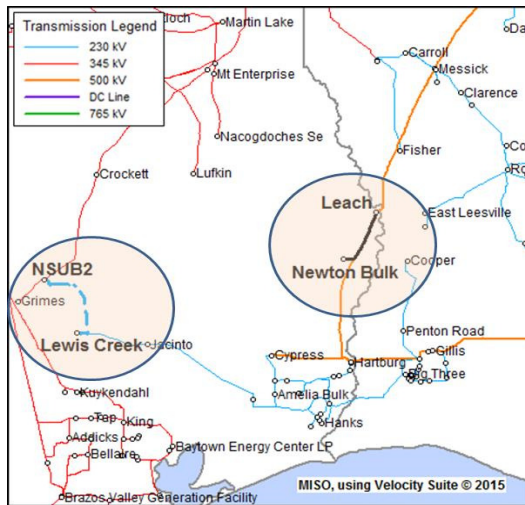 Transmission Legend
230 kV
345 kV
500 kV
DC Line
765 kV
Martin Lake
Mt Enterprise
Nacogdoches Se
Crockett
Lufkin
Carroll
Messick
Clarence
Fisher
Leach
East Leesville
Newton Bulk
Cooper
NSUB2
Grimes
Lewis Creek
Jacinto
Penton Road
Cypress
Hartburg
Gillis
Big Three
Amelia Bulk
Hanks
Kuykendahl
Tap
King
Addicks
Bellaire
Baytown Energy Center LP
Brazos Valley Generation Facility
MISO, using Velocity Suite © 2015